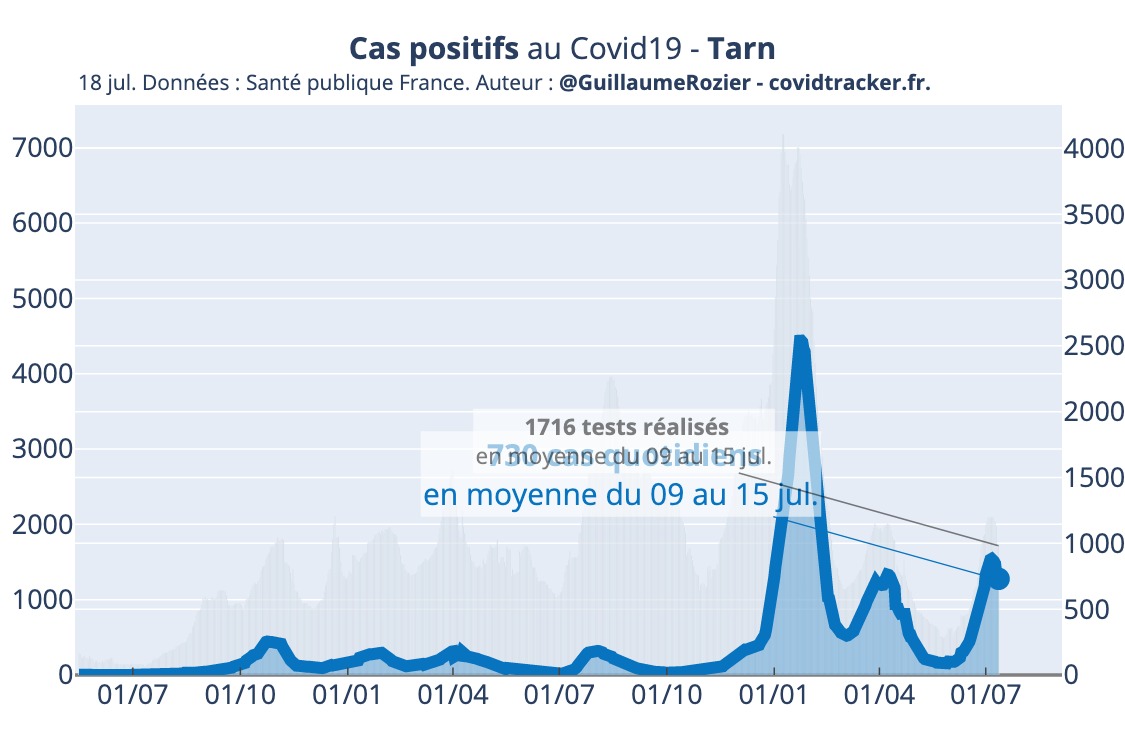 Cas positifs au Covid19 - Tarn
18 jul. Données : Santé publique France. Auteur : @GuillaumeRozier - covidtracker.fr.
7000
6000
5000
4000
3000
2000
1000
0
4000
3500
3000
2500
2000
1500
1000
500
0
1716 tests réalisés
en moyenne du 09 au 15 jul.
730 cas quotidiens
en moyenne du 09 au 15 jul.
01/07 01/10 01/01 01/04 01/07 01/10 01/01 01/04 01/07